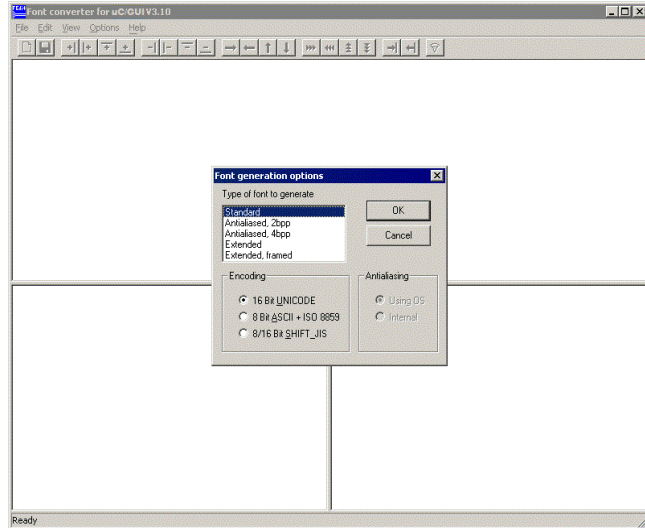 Font converter for uC/GUI V3.10
File Edit View Options Help
Font generation options
Type of font to generate
Standard
Antialiased, 2bpp
Antialiased, 4bpp
Extended
Extended, framed
OK
Cancel
Encoding
16 Bit UNICODE
8 Bit ASCII + ISO 8859
8/16 Bit SHIFT_JIS
Antialiasing
Using OS
Internal
Ready